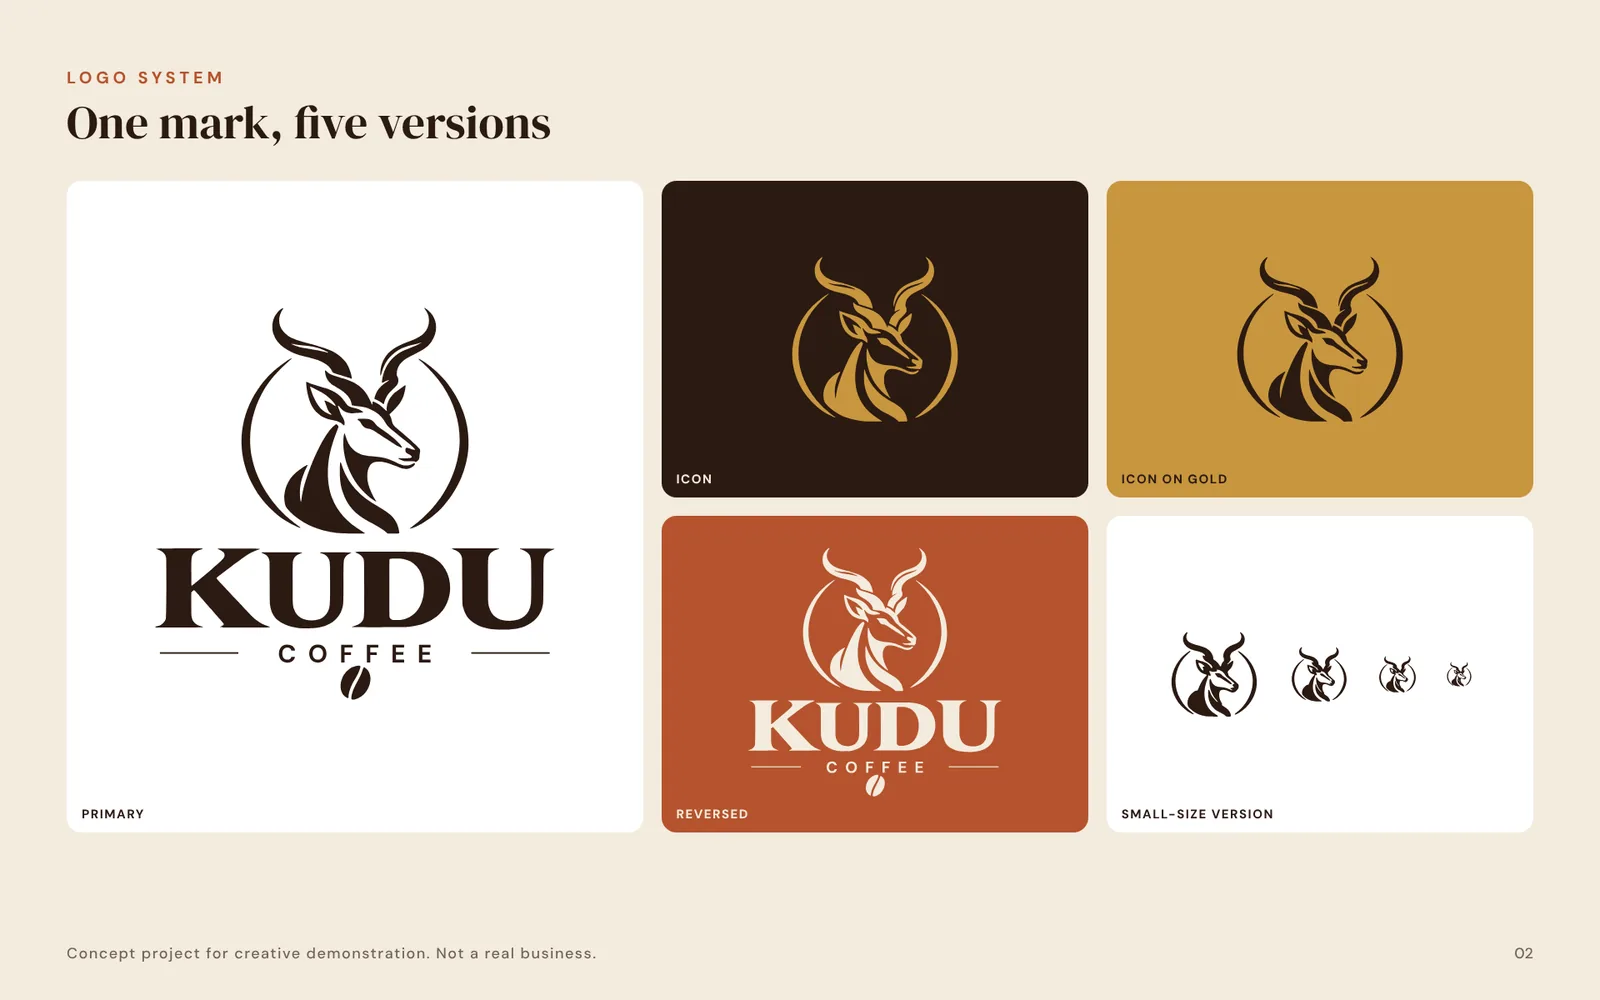 LOGO SYSTEM
One mark, five versions
KUDU
COFFEE
PRIMARY
ICON
ICON ON GOLD
KUDU
COFFEE
REVERSED
SMALL-SIZE VERSION
Concept project for creative demonstration. Not a real business.
02